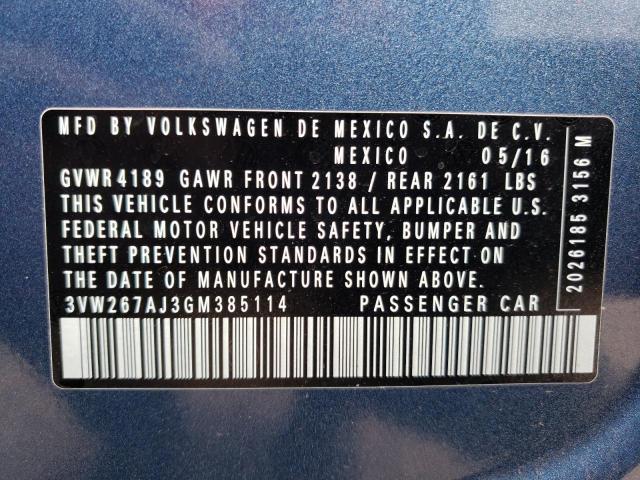 MFD BY VOLKSWAGEN DE MEXICO S.A. DE C.V.
MEXICO 05/16
GVWR 4189 GAWR FRONT 2138 / REAR 2161 LBS
THIS VEHICLE CONFORMS TO ALL APPLICABLE U.S.
FEDERAL MOTOR VEHICLE SAFETY, BUMPER AND
THEFT PREVENTION STANDARDS IN EFFECT ON
THE DATE OF MANUFACTURE SHOWN ABOVE.
3VW267AJ3GM385114 PASSENGER CAR
2026185 3156 M